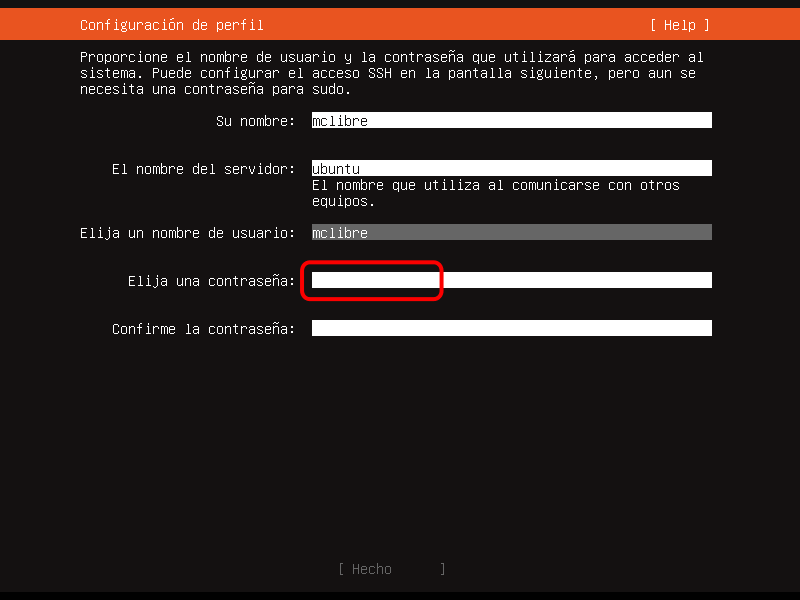 Configuración de perfil [ Help ]
Proporcione el nombre de usuario y la contraseña que utilizará para acceder al
sistema. Puede configurar el acceso SSH en la pantalla siguiente, pero aun se
necesita una contraseña para sudo.
Su nombre: mclibre
El nombre del servidor: ubuntu
El nombre que utiliza al comunicarse con otros
equipos.
Elija un nombre de usuario: mclibre
Elija una contraseña:
Confirme la contraseña:
[ Hecho ]